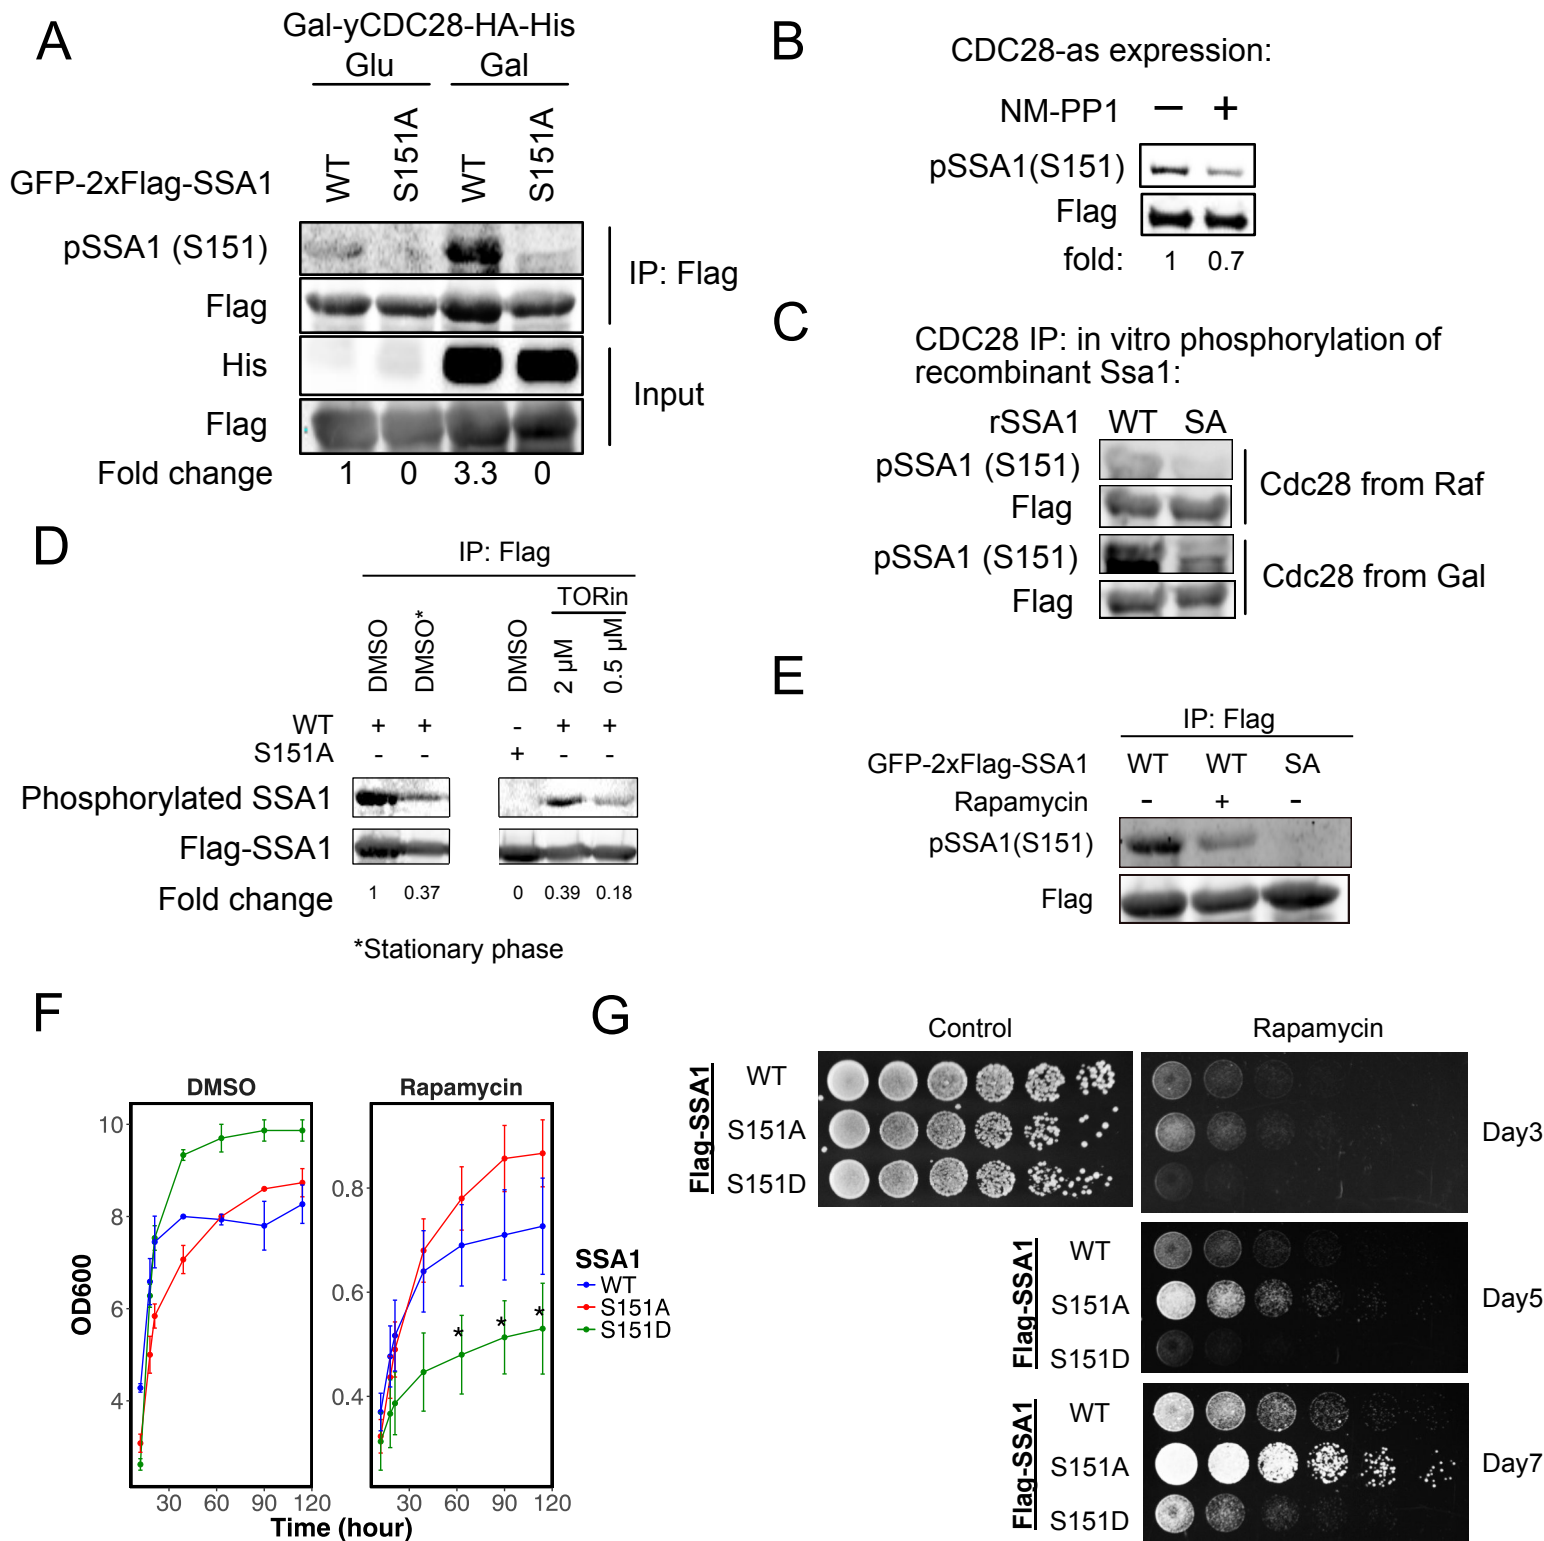 A
Gal-yCDC28-HA-His
Glu Gal
GFP-2xFlag-SSA1 WT S151A WT S151A
pSSA1 (S151)
Flag
IP: Flag
His
Flag
Input
Fold change 1 0 3.3 0
B
CDC28-as expression:
NM-PP1 − +
pSSA1(S151)
Flag
fold: 1 0.7
C
CDC28 IP: in vitro phosphorylation of
recombinant Ssa1:
rSSA1 WT SA
pSSA1 (S151)
Flag
Cdc28 from Raf
pSSA1 (S151)
Flag
Cdc28 from Gal
D
IP: Flag
TORin
DMSO DMSO* DMSO 2 µM 0.5 µM
WT + + - + +
S151A - - + - -
Phosphorylated SSA1
Flag-SSA1
Fold change 1 0.37 0 0.39 0.18
*Stationary phase
E
IP: Flag
GFP-2xFlag-SSA1 WT WT SA
Rapamycin - + -
pSSA1(S151)
Flag
F
DMSO Rapamycin
OD600
10
8
6
4
0.8
0.6
0.4
* * *
30 60 90 120 30 60 90 120
Time (hour)
SSA1
WT
S151A
S151D
G
Control Rapamycin
Flag-SSA1
WT
S151A
S151D
Day3
Flag-SSA1
WT
S151A
S151D
Day5
Flag-SSA1
WT
S151A
S151D
Day7